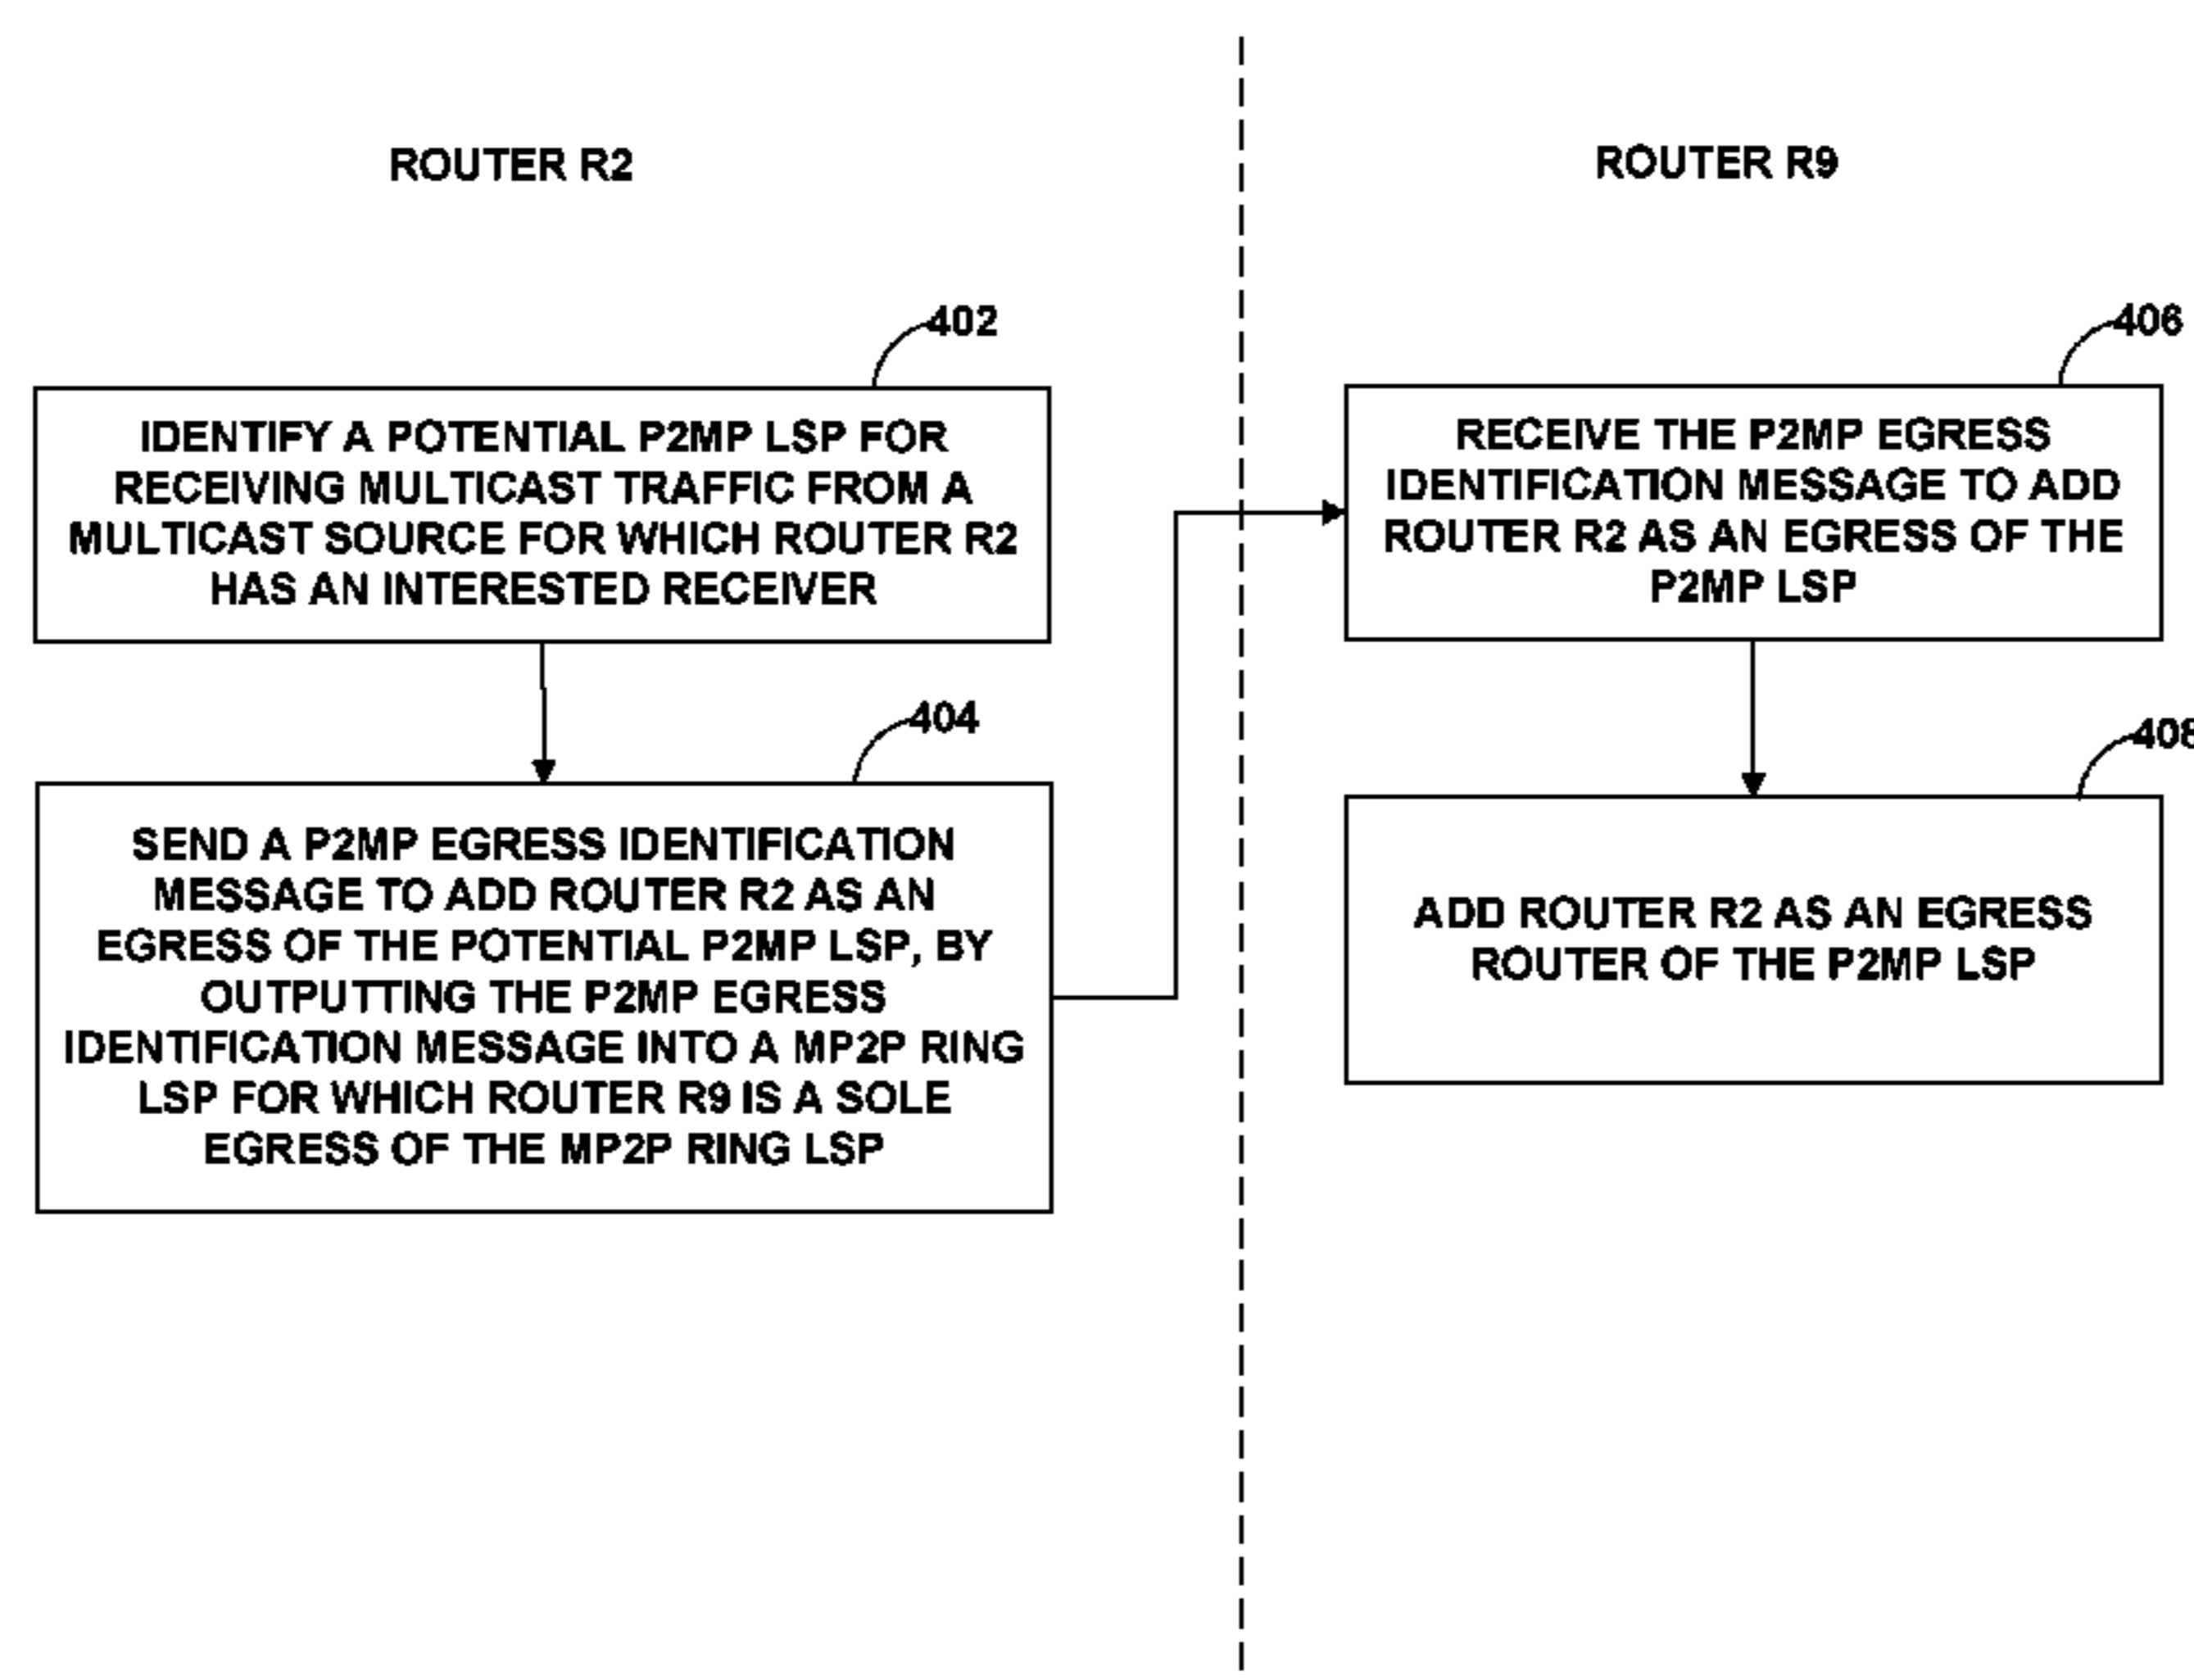 ROUTER R2
402
IDENTIFY A POTENTIAL P2MP LSP FOR
RECEIVING MULTICAST TRAFFIC FROM A
MULTICAST SOURCE FOR WHICH ROUTER R2
HAS AN INTERESTED RECEIVER
404
SEND A P2MP EGRESS IDENTIFICATION
MESSAGE TO ADD ROUTER R2 AS AN
EGRESS OF THE POTENTIAL P2MP LSP, BY
OUTPUTTING THE P2MP EGRESS
IDENTIFICATION MESSAGE INTO A MP2P RING
LSP FOR WHICH ROUTER R9 IS A SOLE
EGRESS OF THE MP2P RING LSP
ROUTER R9
406
RECEIVE THE P2MP EGRESS
IDENTIFICATION MESSAGE TO ADD
ROUTER R2 AS AN EGRESS OF THE
P2MP LSP
408
ADD ROUTER R2 AS AN EGRESS
ROUTER OF THE P2MP LSP